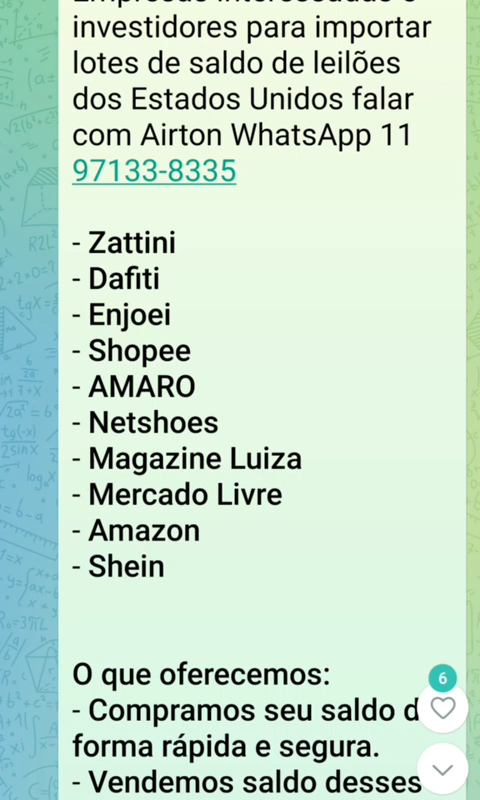 investidores para importar
lotes de saldo de leilões
dos Estados Unidos falar
com Airton WhatsApp 11
97133-8335
- Zattini
- Dafiti
- Enjoei
- Shopee
- AMARO
- Netshoes
- Magazine Luiza
- Mercado Livre
- Amazon
- Shein
O que oferecemos:
- Compramos seu saldo d
forma rápida e segura.
- Vendemos saldo desses
6